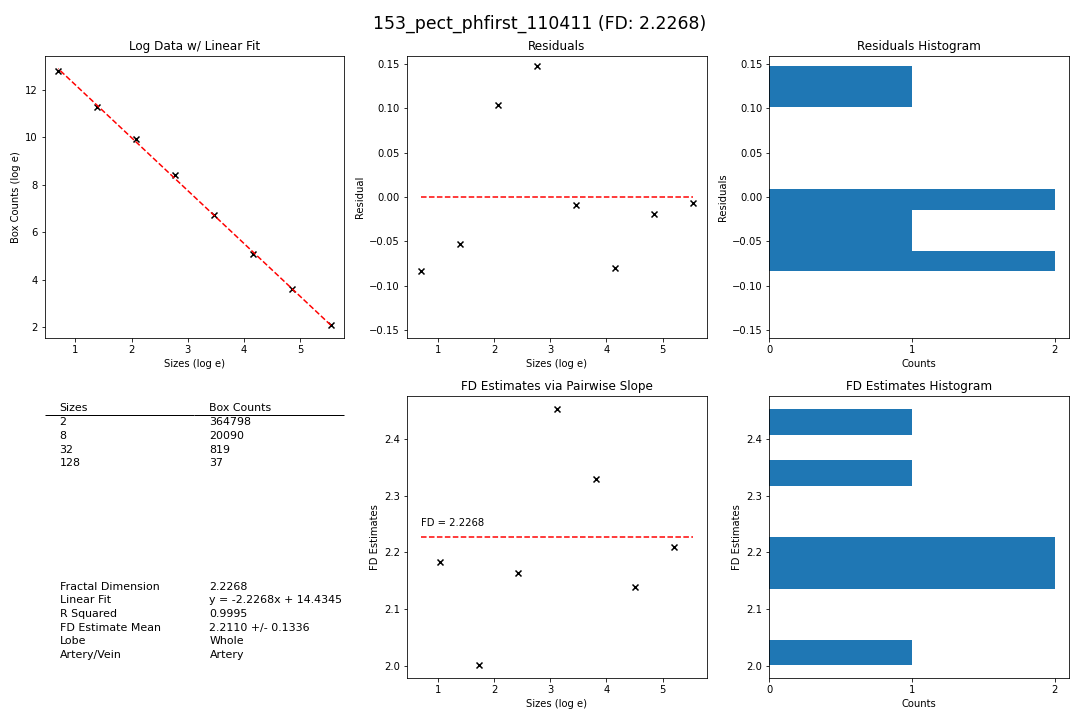 153_pect_phfirst_110411 (FD: 2.2268)
Log Data w/ Linear Fit
Box Counts (log e)
12
10
8
6
4
2
1 2 3 4 5
Sizes (log e)
Residuals
Residual
0.15
0.10
0.05
0.00
−0.05
−0.10
−0.15
1 2 3 4 5
Sizes (log e)
Residuals Histogram
Residuals
0.15
0.10
0.05
0.00
−0.05
−0.10
−0.15
0 1 2
Counts
Sizes Box Counts
2 364798
8 20090
32 819
128 37
Fractal Dimension 2.2268
Linear Fit y = -2.2268x + 14.4345
R Squared 0.9995
FD Estimate Mean 2.2110 +/- 0.1336
Lobe Whole
Artery/Vein Artery
FD Estimates via Pairwise Slope
FD Estimates
2.4
2.3
2.2
2.1
2.0
FD = 2.2268
1 2 3 4 5
Sizes (log e)
FD Estimates Histogram
FD Estimates
2.4
2.3
2.2
2.1
2.0
0 1 2
Counts